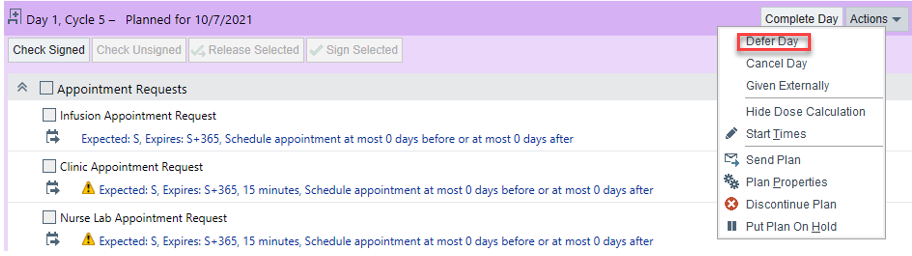 Day 1, Cycle 5 – Planned for 10/7/2021
Complete Day
Actions
Check Signed
Check Unsigned
Release Selected
Sign Selected
Defer Day
Cancel Day
Given Externally
Hide Dose Calculation
Start Times
Send Plan
Plan Properties
Discontinue Plan
Put Plan On Hold
Appointment Requests
Infusion Appointment Request
Expected: S, Expires: S+365, Schedule appointment at most 0 days before or at most 0 days after
Clinic Appointment Request
Expected: S, Expires: S+365, 15 minutes, Schedule appointment at most 0 days before or at most 0 days after
Nurse Lab Appointment Request
Expected: S, Expires: S+365, 15 minutes, Schedule appointment at most 0 days before or at most 0 days after